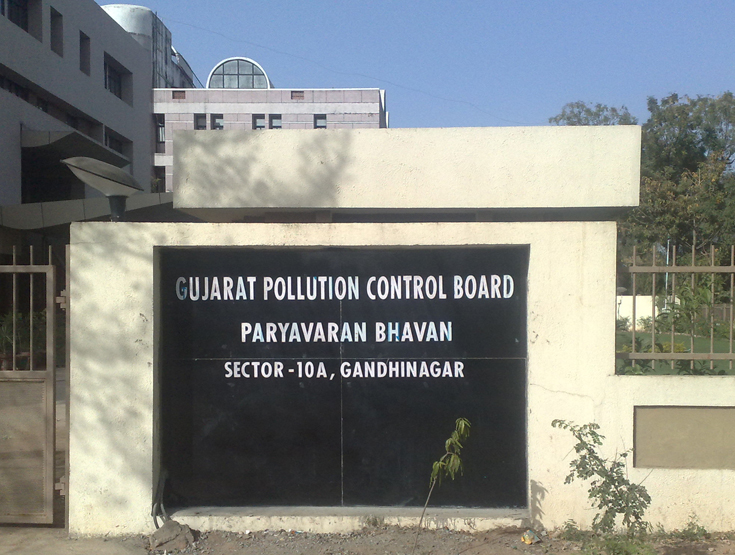 GUJARAT POLLUTION CONTROL BOARD
PARYAVARAN BHAVAN
SECTOR -10A, GANDHINAGAR